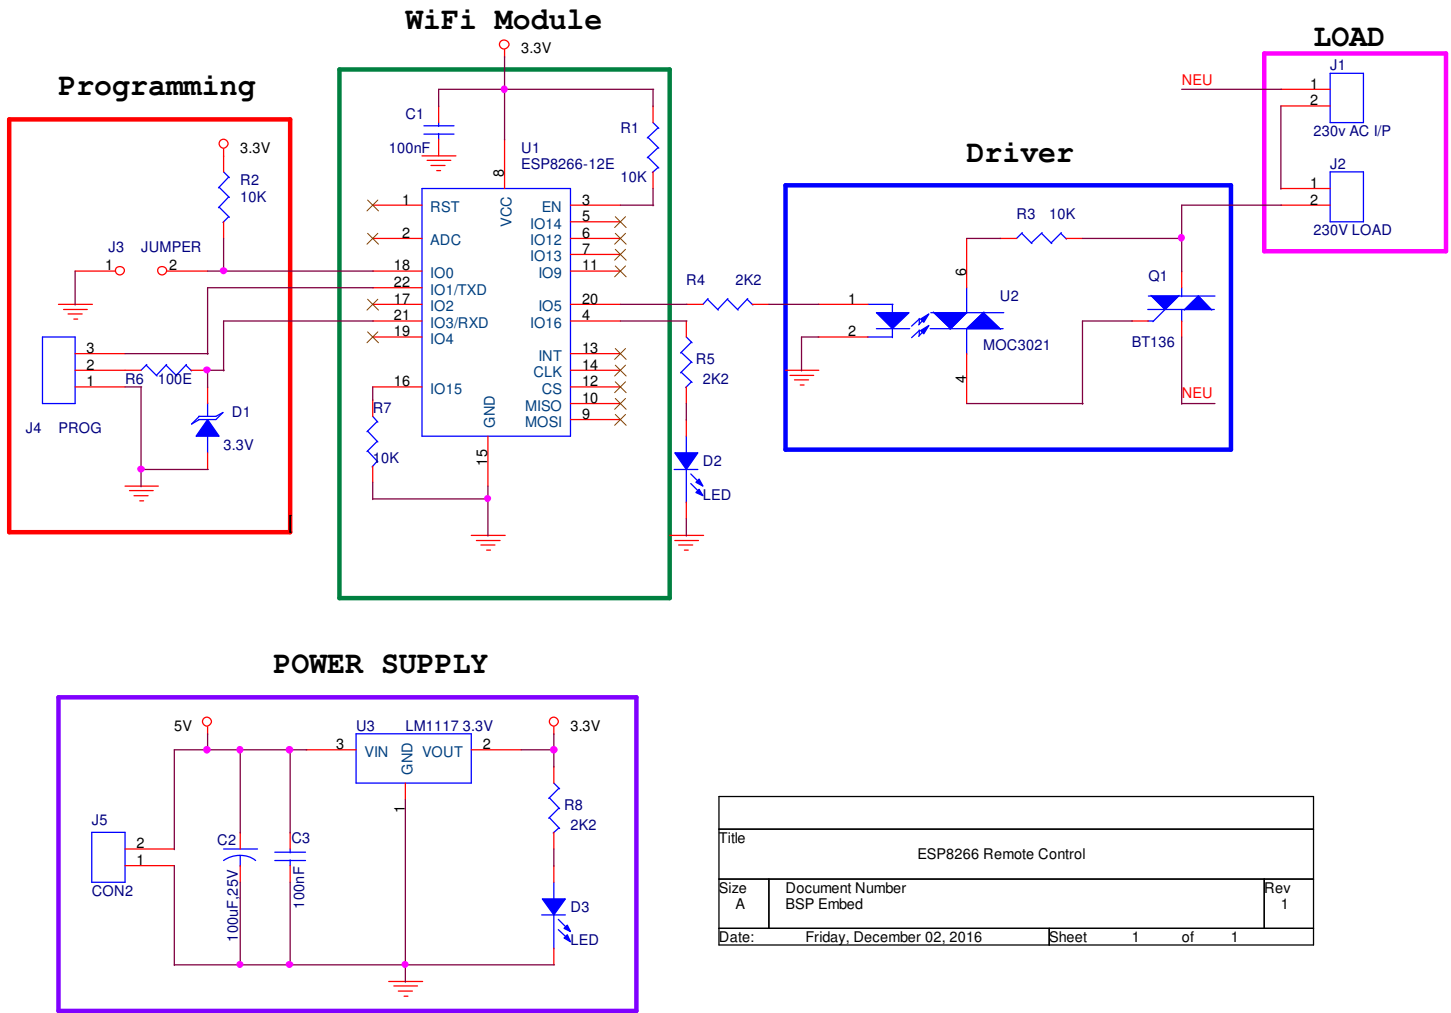 WiFi Module
3.3V
C1
100nF
R1
10K
U1
ESP8266-12E
8
VCC
1 RST
2 ADC
18 IO0
22 IO1/TXD
17 IO2
21 IO3/RXD
19 IO4
16 IO15
EN 3
IO14 5
IO12 6
IO13 7
IO9 11
IO5 20
IO16 4
INT 13
CLK 14
CS 12
MISO 10
MOSI 9
GND
15
R7
10K
R4 2K2
R5
2K2
D2
LED
Programming
3.3V
R2
10K
J3 JUMPER
1 2
3
2
1
R6 100E
J4 PROG
D1
3.3V
Driver
R3 10K
1
2
6
4
U2
MOC3021
Q1
BT136
NEU
LOAD
NEU
J1
1
2
230v AC I/P
J2
1
2
230V LOAD
POWER SUPPLY
5V
U3 LM1117 3.3V
3 VIN GND VOUT 2
1
3.3V
J5
2
1
CON2
C2
100uF,25V
C3
100nF
R8
2K2
D3
LED
Title
ESP8266 Remote Control
Size Document Number Rev
A BSP Embed 1
Date: Friday, December 02, 2016 Sheet 1 of 1